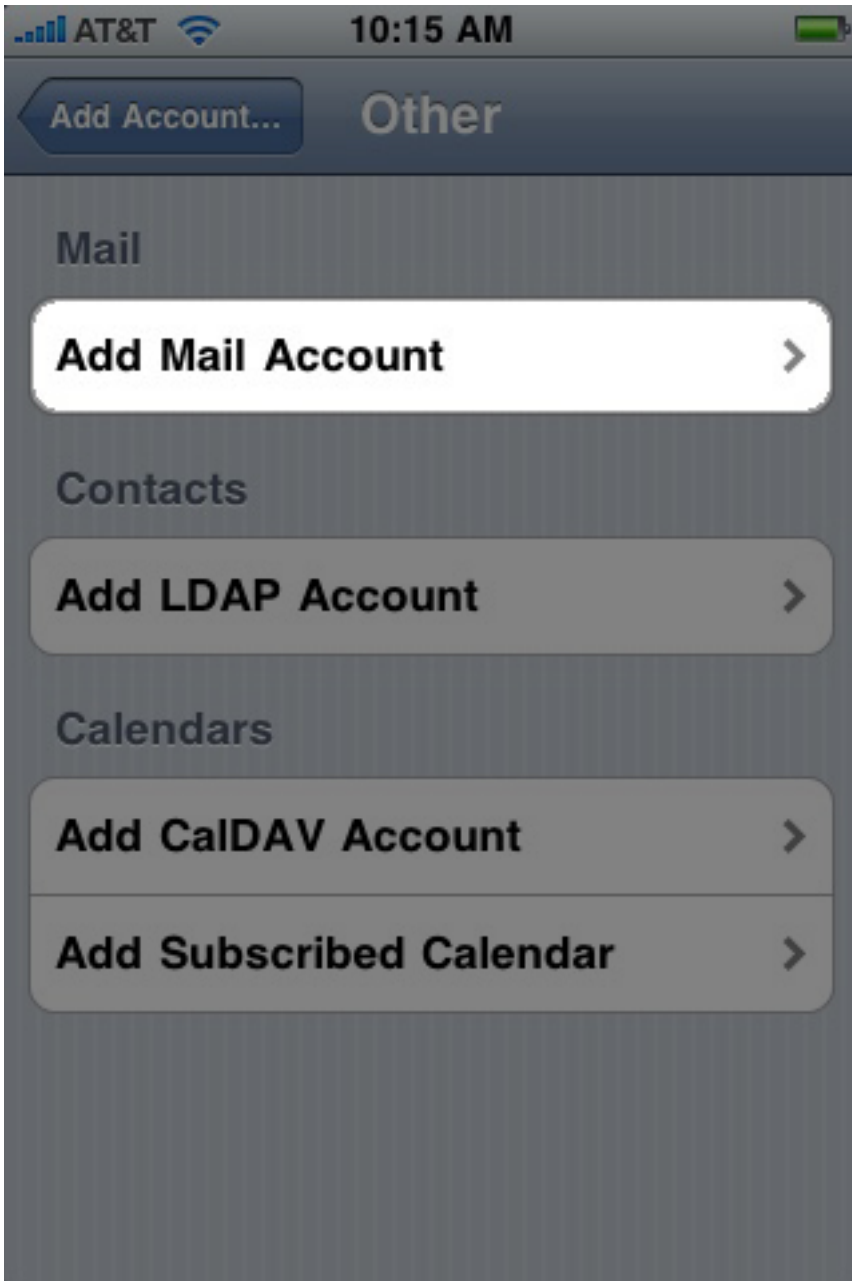 AT&T 10:15 AM
Add Account... Other
Mail
Add Mail Account
Contacts
Add LDAP Account
Calendars
Add CalDAV Account
Add Subscribed Calendar